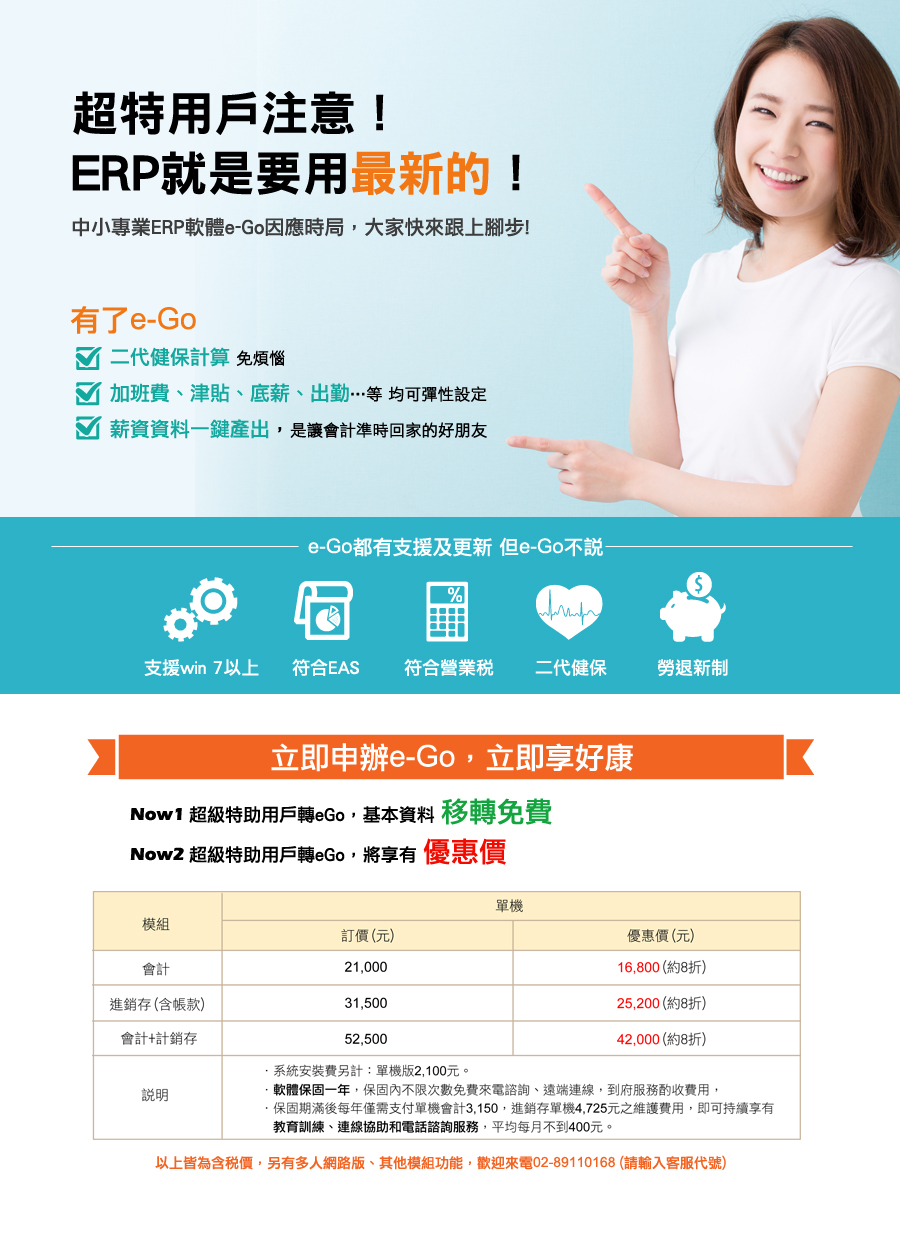 超特用戶注意！
ERP就是要用最新的！
中小專業ERP軟體e-Go因應時局，大家快來跟上腳步!
有了e-Go
二代健保計算 免煩惱
加班費、津貼、底薪、出勤…等 均可彈性設定
薪資資料一鍵產出，是讓會計準時回家的好朋友
e-Go都有支援及更新 但e-Go不説
%
$
支援win 7以上 符合EAS 符合營業税 二代健保 勞退新制
立即申辦e-Go，立即享好康
Now1 超級特助用戶轉eGo，基本資料 移轉免費
Now2 超級特助用戶轉eGo，將享有 優惠價
模組 單機
訂價(元) 優惠價(元)
會計 21,000 16,800(約8折)
進銷存(含帳款) 31,500 25,200(約8折)
會計+計銷存 52,500 42,000(約8折)
説明
·系統安裝費另計：單機版2,100元。
·軟體保固一年，保固內不限次數免費來電諮詢、遠端連線，到府服務酌收費用，
·保固期滿後每年僅需支付單機會計3,150，進銷存單機4,725元之維護費用，即可持續享有
教育訓練、連線協助和電話諮詢服務，平均每月不到400元。
以上皆為含税價，另有多人網路版、其他模組功能，歡迎來電02-89110168 (請輸入客服代號)